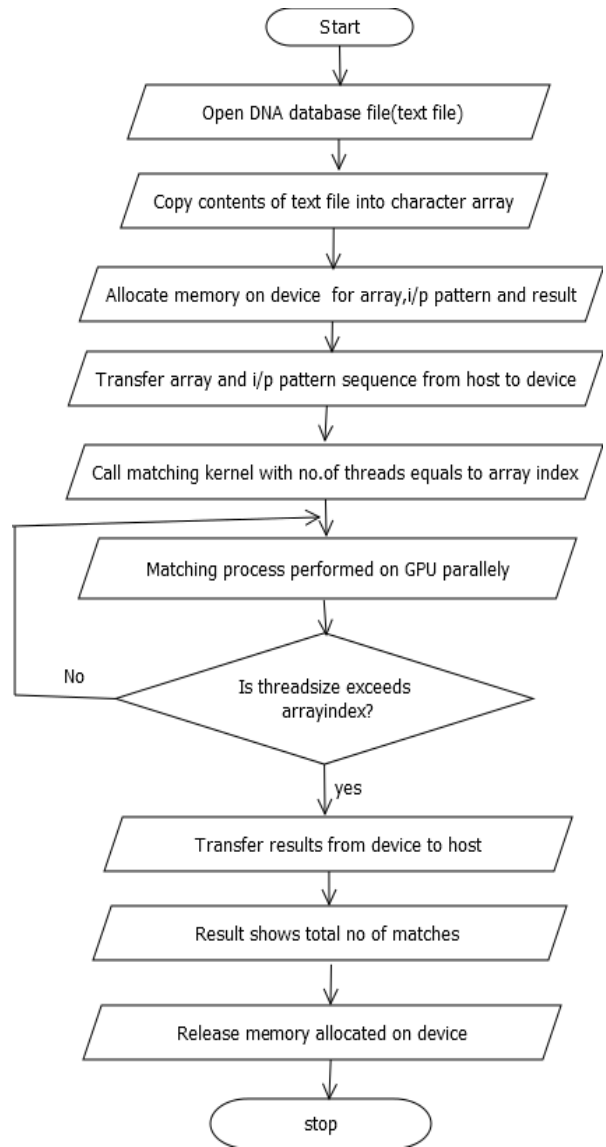 Start
Open DNA database file(text file)
Copy contents of text file into character array
Allocate memory on device for array,i/p pattern and result
Transfer array and i/p pattern sequence from host to device
Call matching kernel with no.of threads equals to array index
Matching process performed on GPU parallely
No
Is threadsize exceeds
arrayindex?
yes
Transfer results from device to host
Result shows total no of matches
Release memory allocated on device
stop